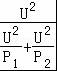 U²
U²/P₁ + U²/P₂